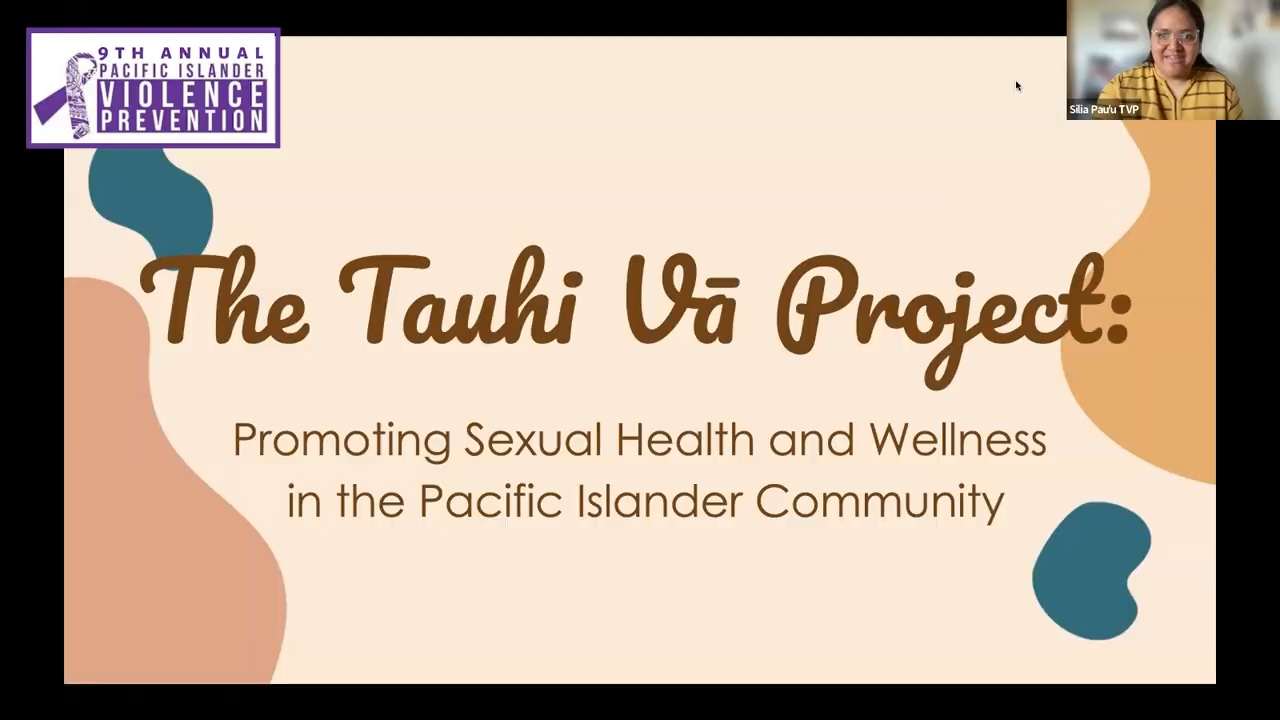 9TH ANNUAL
PACIFIC ISLANDER
VIOLENCE
PREVENTION
Silia Pau'u TVP
The Tauhi Vā Project:
Promoting Sexual Health and Wellness
in the Pacific Islander Community